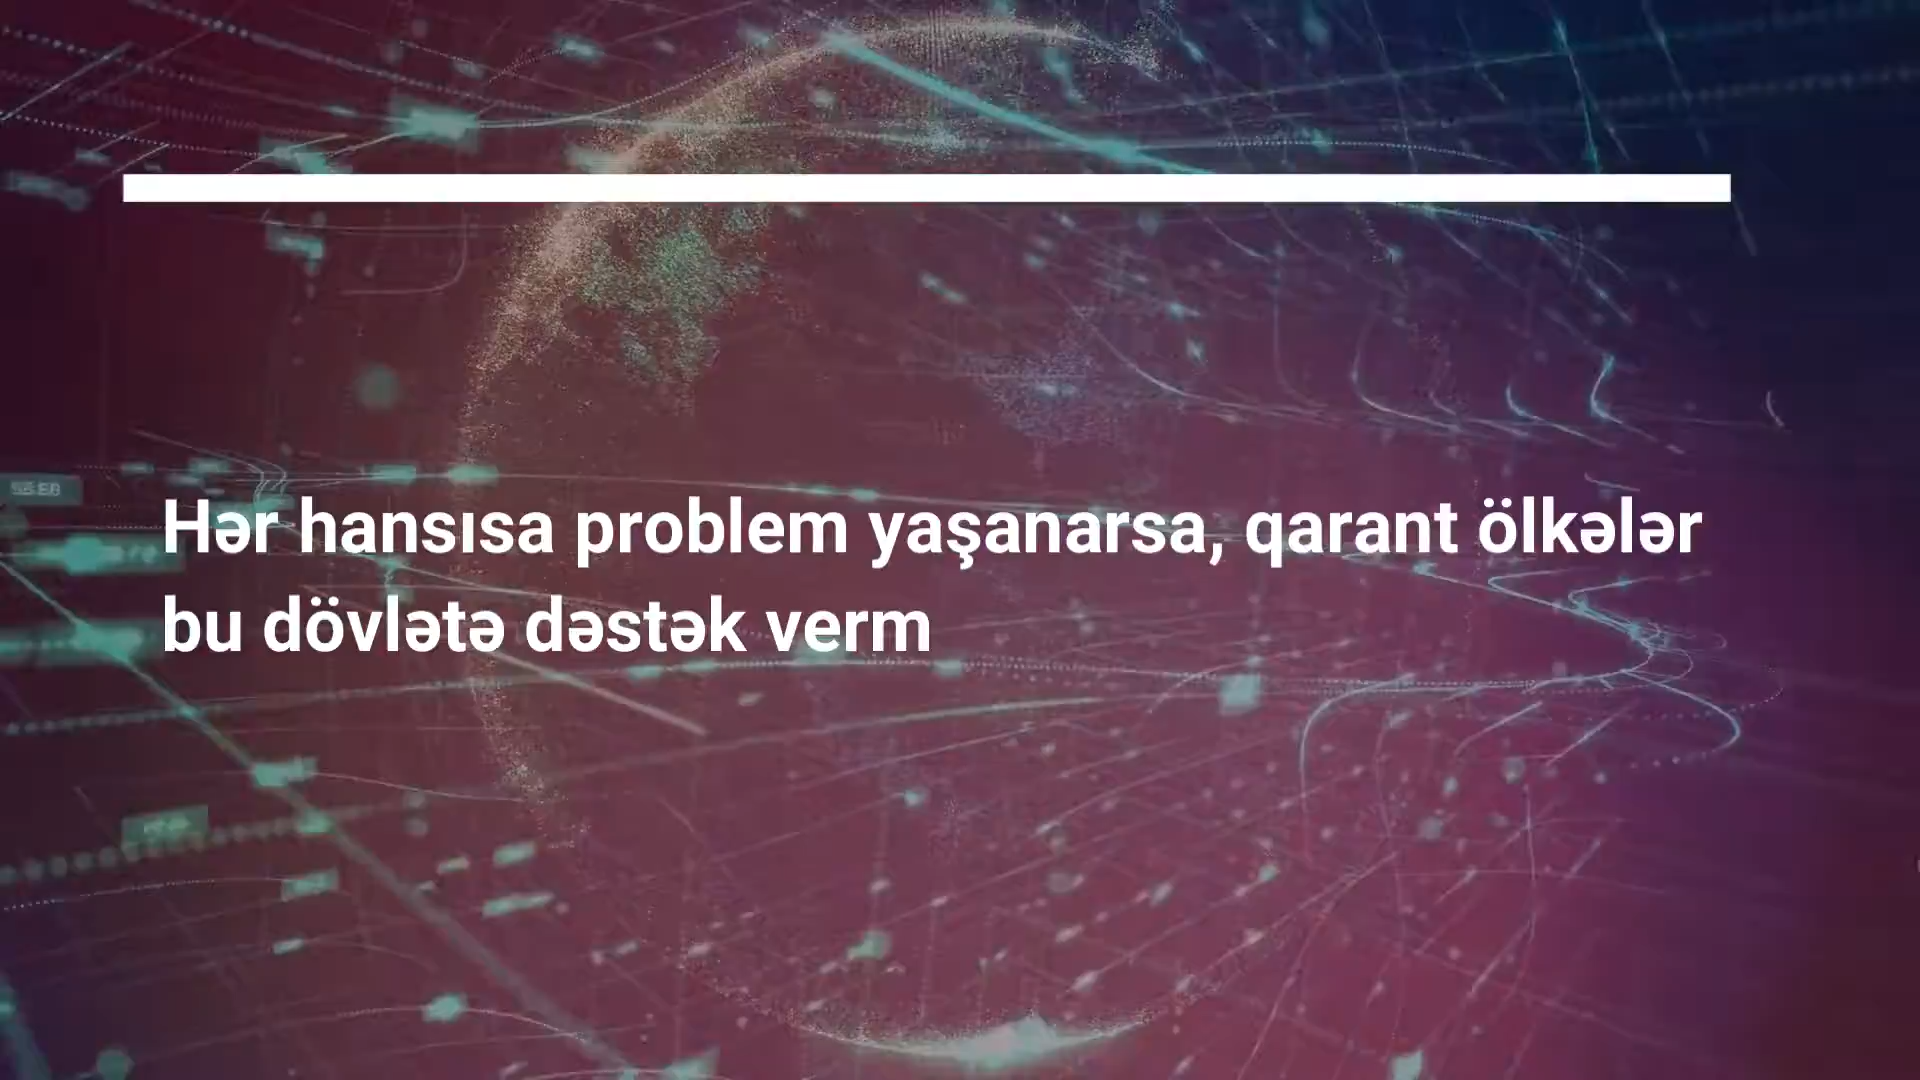 Hər hansısa problem yaşanarsa, qarant ölkələr
bu dövlətə dəstək verm